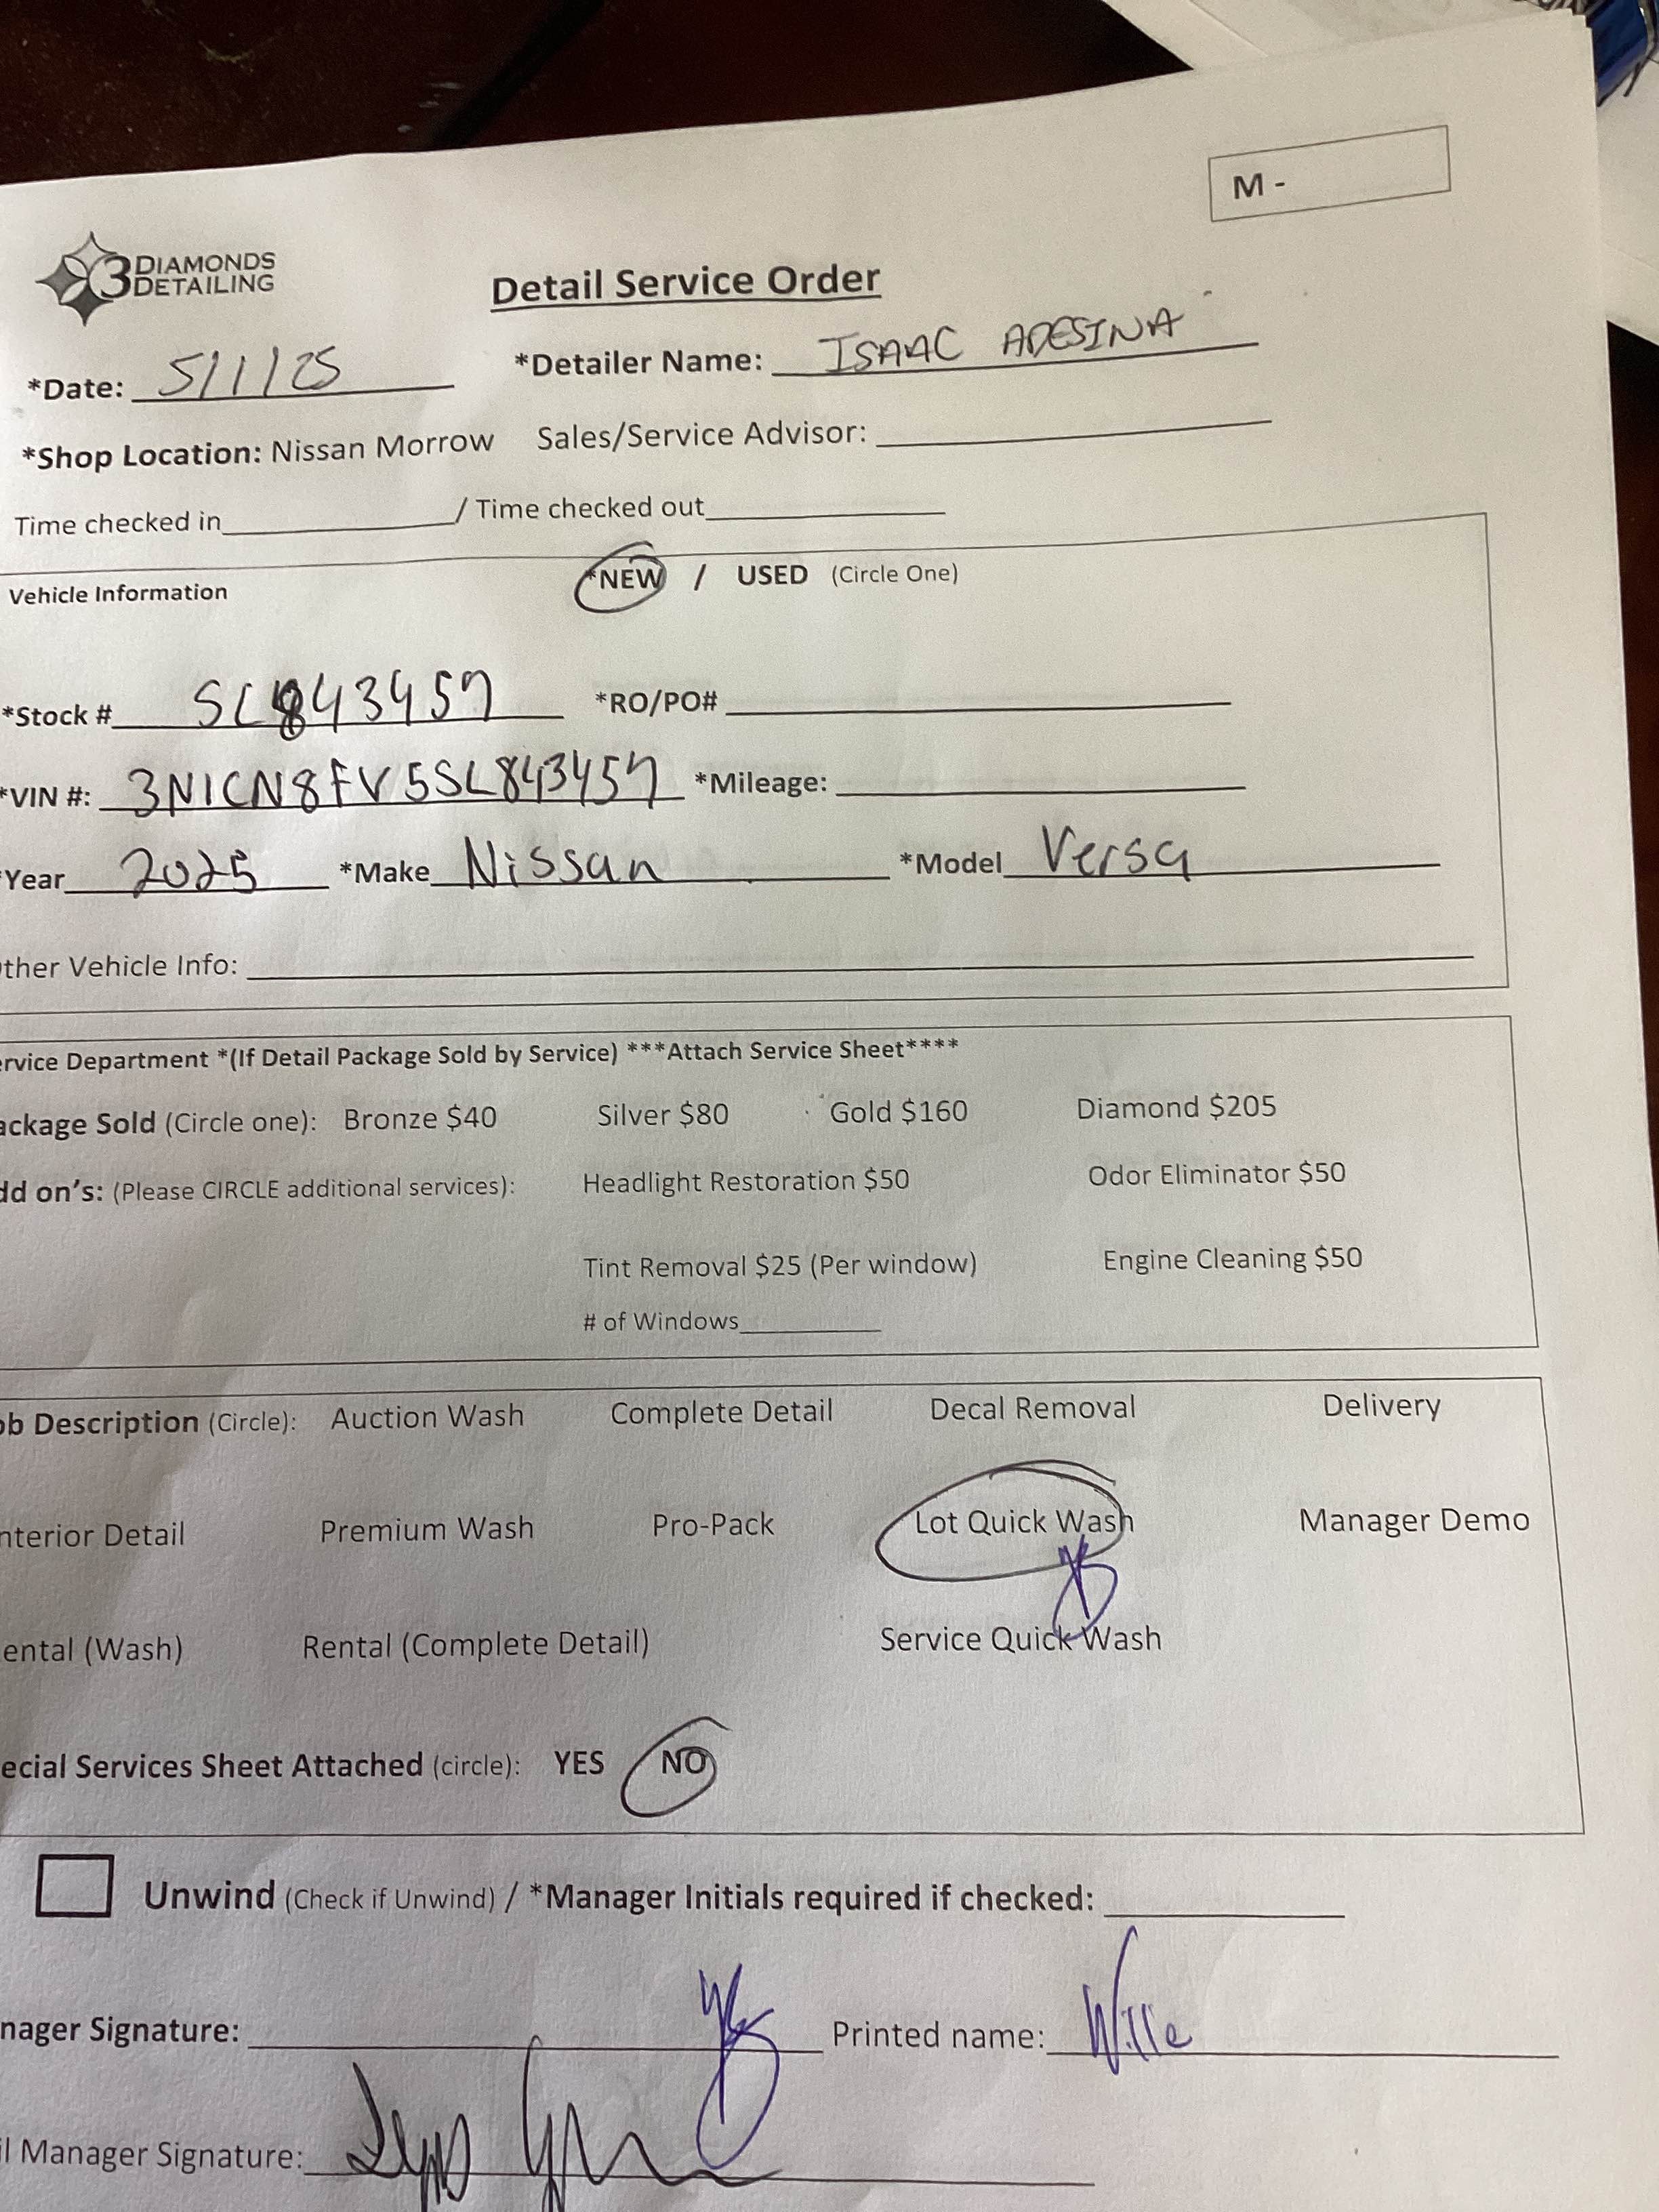 M -
3 DIAMONDS
DETAILING
Detail Service Order
*Date: 5/1/25 *Detailer Name: ISAAC ADESINA
*Shop Location: Nissan Morrow Sales/Service Advisor:
Time checked in / Time checked out
Vehicle Information *NEW / USED (Circle One)
*Stock # SL843457 *RO/PO#
*VIN #: 3N1CN8FV5SL843457 *Mileage:
*Year 2025 *Make Nissan *Model Versa
ther Vehicle Info:
rvice Department *(If Detail Package Sold by Service) ***Attach Service Sheet****
ackage Sold (Circle one): Bronze $40 Silver $80 Gold $160 Diamond $205
dd on's: (Please CIRCLE additional services): Headlight Restoration $50 Odor Eliminator $50
Tint Removal $25 (Per window) Engine Cleaning $50
# of Windows
ob Description (Circle): Auction Wash Complete Detail Decal Removal Delivery
nterior Detail Premium Wash Pro-Pack Lot Quick Wash Manager Demo
ental (Wash) Rental (Complete Detail) Service Quick Wash
ecial Services Sheet Attached (circle): YES NO
Unwind (Check if Unwind) / *Manager Initials required if checked:
nager Signature: Printed name: Wille
il Manager Signature: